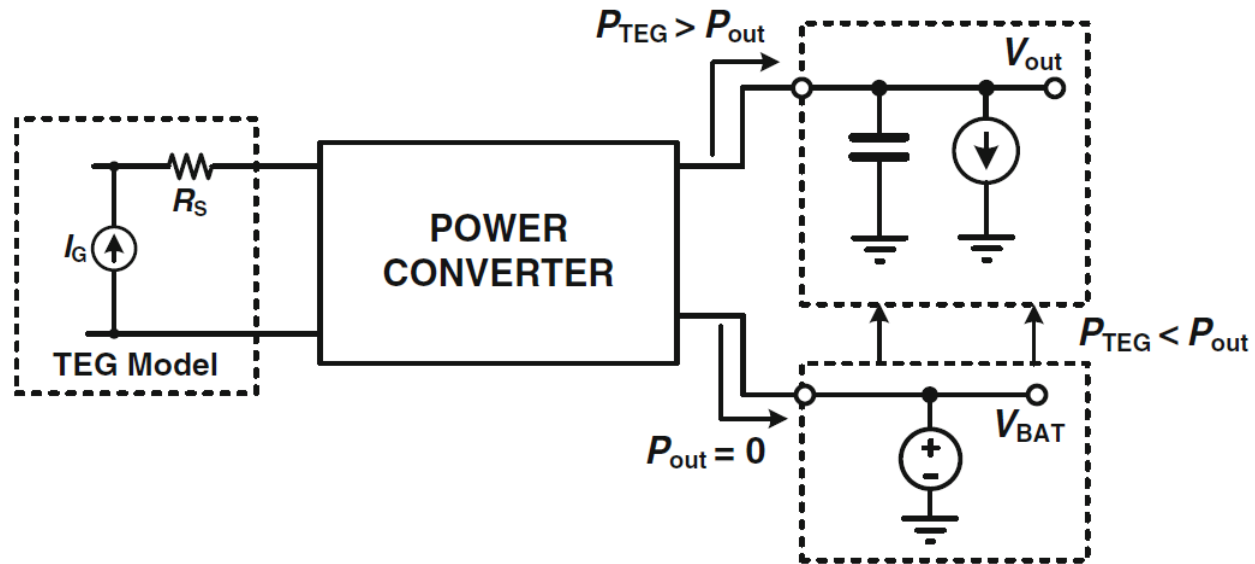 P_TEG > P_out
V_out
R_S
I_G
POWER
CONVERTER
TEG Model
P_TEG < P_out
V_BAT
+
-
P_out = 0